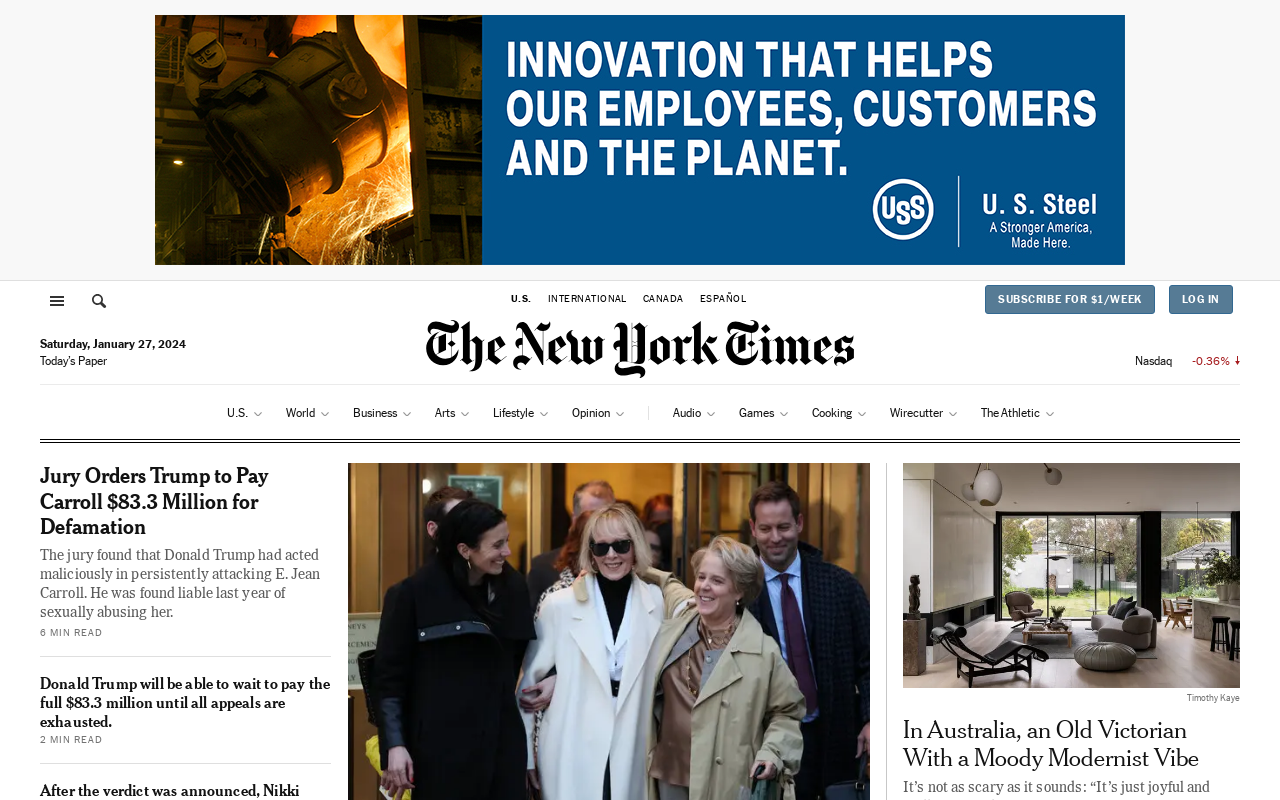 INNOVATION THAT HELPS
OUR EMPLOYEES, CUSTOMERS
AND THE PLANET.
USS
U. S. Steel
A Stronger America,
Made Here.
U.S. INTERNATIONAL CANADA ESPAÑOL
SUBSCRIBE FOR $1/WEEK
LOG IN
The New York Times
Saturday, January 27, 2024
Today's Paper
Nasdaq -0.36%
U.S. World Business Arts Lifestyle Opinion Audio Games Cooking Wirecutter The Athletic
Jury Orders Trump to Pay
Carroll $83.3 Million for
Defamation
The jury found that Donald Trump had acted
maliciously in persistently attacking E. Jean
Carroll. He was found liable last year of
sexually abusing her.
6 MIN READ
Donald Trump will be able to wait to pay the
full $83.3 million until all appeals are
exhausted.
2 MIN READ
After the verdict was announced, Nikki
Timothy Kaye
In Australia, an Old Victorian
With a Moody Modernist Vibe
It's not as scary as it sounds: “It's just joyful and